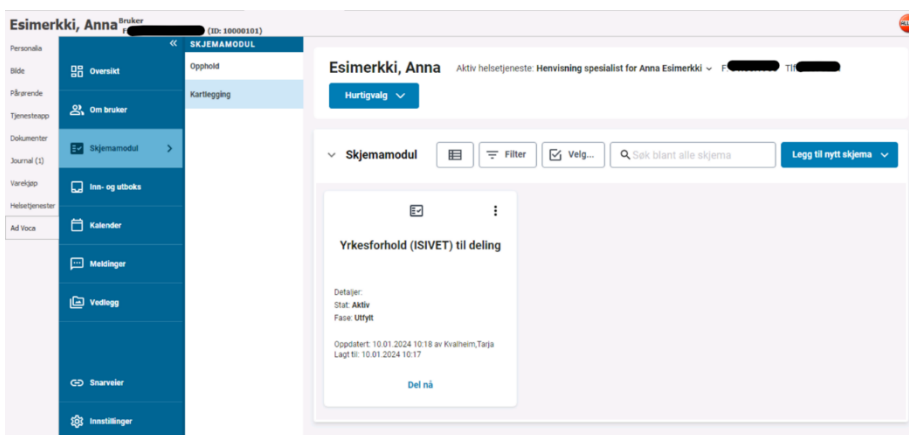 Esimerkki, Anna Bruker
(ID: 10000101)
Personalia
Bilde
Pårørende
Tjenesteapp
Dokumenter
Journal (1)
Varekjøp
Helsetjenester
Ad Voca
Oversikt
Om bruker
Skjemamodul
Inn- og utboks
Kalender
Meldinger
Vedlegg
Snarveier
Innstillinger
SKJEMAMODUL
Opphold
Kartlegging
Esimerkki, Anna Aktiv helsetjeneste: Henvisning spesialist for Anna Esimerkki
Hurtigvalg
Skjemamodul Filter Velg... Søk blant alle skjema Legg til nytt skjema
Yrkesforhold (ISIVET) til deling
Detaljer:
Stat: Aktiv
Fase: Utfylt
Oppdatert: 10.01.2024 10:18 av Kvalheim,Tarja
Lagt til: 10.01.2024 10:17
Del nå